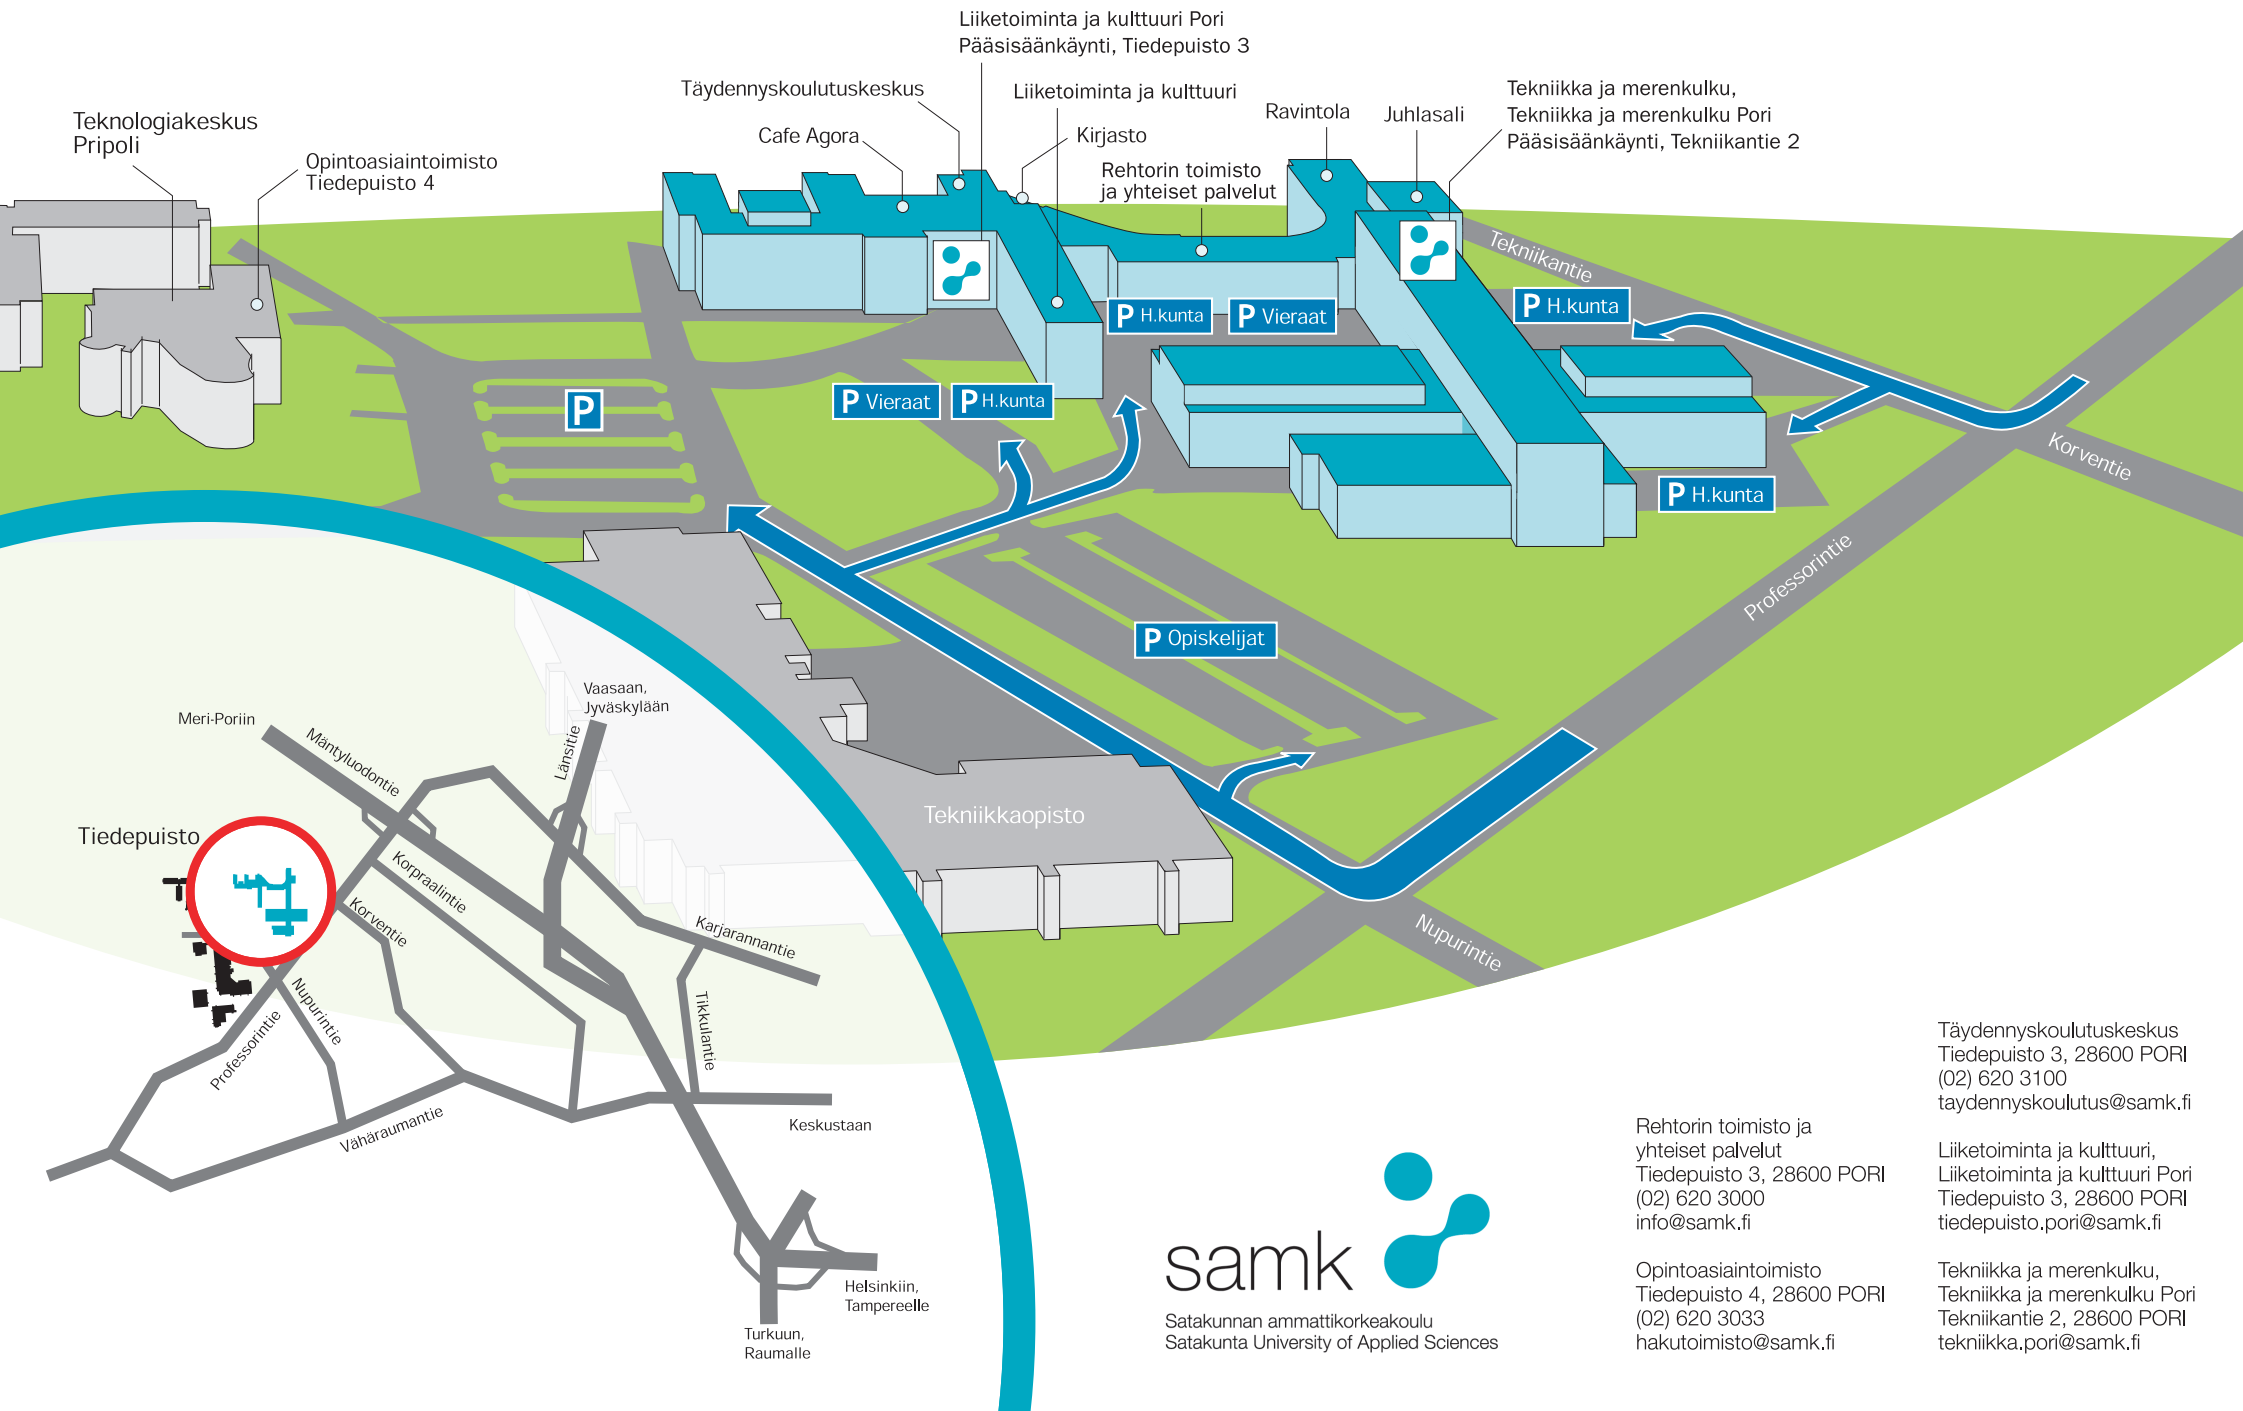 Liiketoiminta ja kulttuuri Pori
Pääsisäänkäynti, Tiedepuisto 3
Täydennyskoulutuskeskus
Liiketoiminta ja kulttuuri
Cafe Agora
Kirjasto
Rehtorin toimisto
ja yhteiset palvelut
Ravintola
Juhlasali
Tekniikka ja merenkulku,
Tekniikka ja merenkulku Pori
Pääsisäänkäynti, Tekniikantie 2
Teknologiakeskus
Pripoli
Opintoasiaintoimisto
Tiedepuisto 4
Tekniikantie
P H.kunta
P Vieraat
P H.kunta
P
P Vieraat
P H.kunta
Korventie
P H.kunta
Professorintie
P Opiskelijat
Tekniikkaopisto
Nupurintie
Vaasaan,
Jyväskylään
Meri-Poriin
Mäntyluodontie
Länsitie
Tiedepuisto
Korpraalintie
Korventie
Karjarannantie
Nupurintie
Tikkulantie
Professorintie
Vähäraumantie
Keskustaan
Helsinkiin,
Tampereelle
Turkuun,
Raumalle
samk
Satakunnan ammattikorkeakoulu
Satakunta University of Applied Sciences
Rehtorin toimisto ja
yhteiset palvelut
Tiedepuisto 3, 28600 PORI
(02) 620 3000
info@samk.fi
Opintoasiaintoimisto
Tiedepuisto 4, 28600 PORI
(02) 620 3033
hakutoimisto@samk.fi
Täydennyskoulutuskeskus
Tiedepuisto 3, 28600 PORI
(02) 620 3100
taydennyskoulutus@samk.fi
Liiketoiminta ja kulttuuri,
Liiketoiminta ja kulttuuri Pori
Tiedepuisto 3, 28600 PORI
tiedepuisto.pori@samk.fi
Tekniikka ja merenkulku,
Tekniikka ja merenkulku Pori
Tekniikantie 2, 28600 PORI
tekniikka.pori@samk.fi